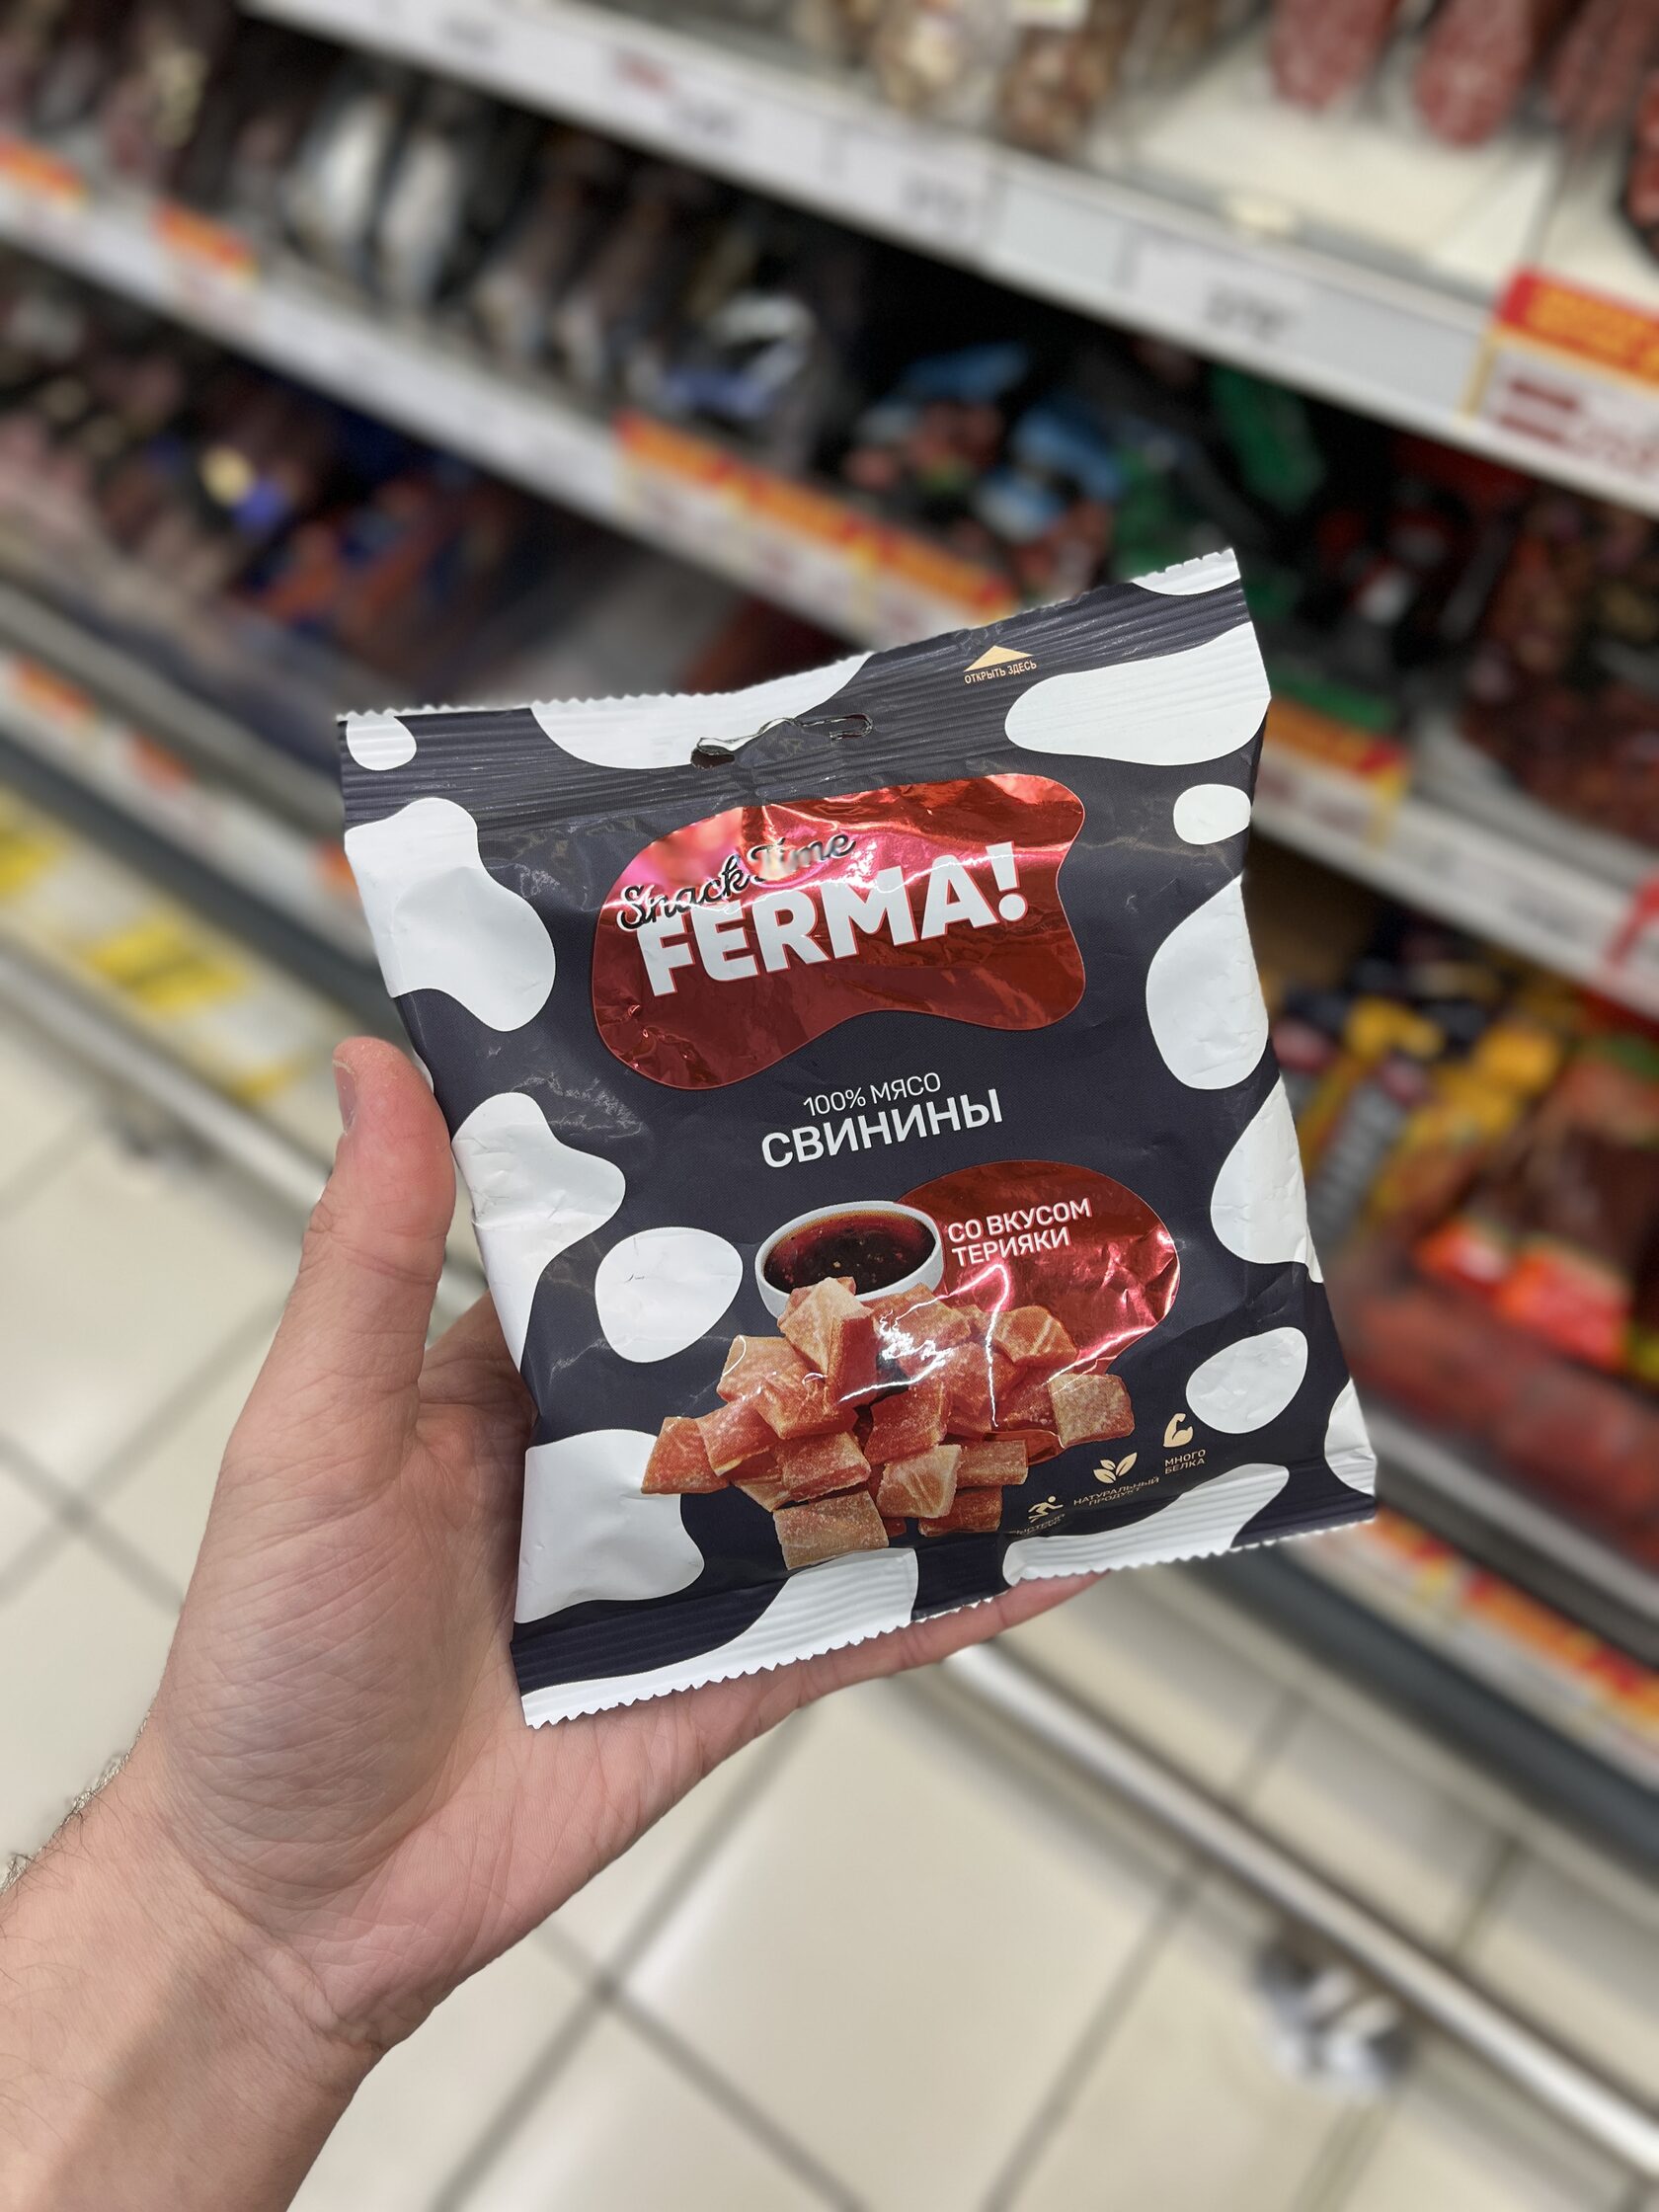 ОТКРЫТЬ ЗДЕСЬ
Snack Time
FERMA!
100% МЯСО
СВИНИНЫ
СО ВКУСОМ
ТЕРИЯКИ
МНОГО
БЕЛКА
НАТУРАЛЬНЫЙ
ПРОДУКТ